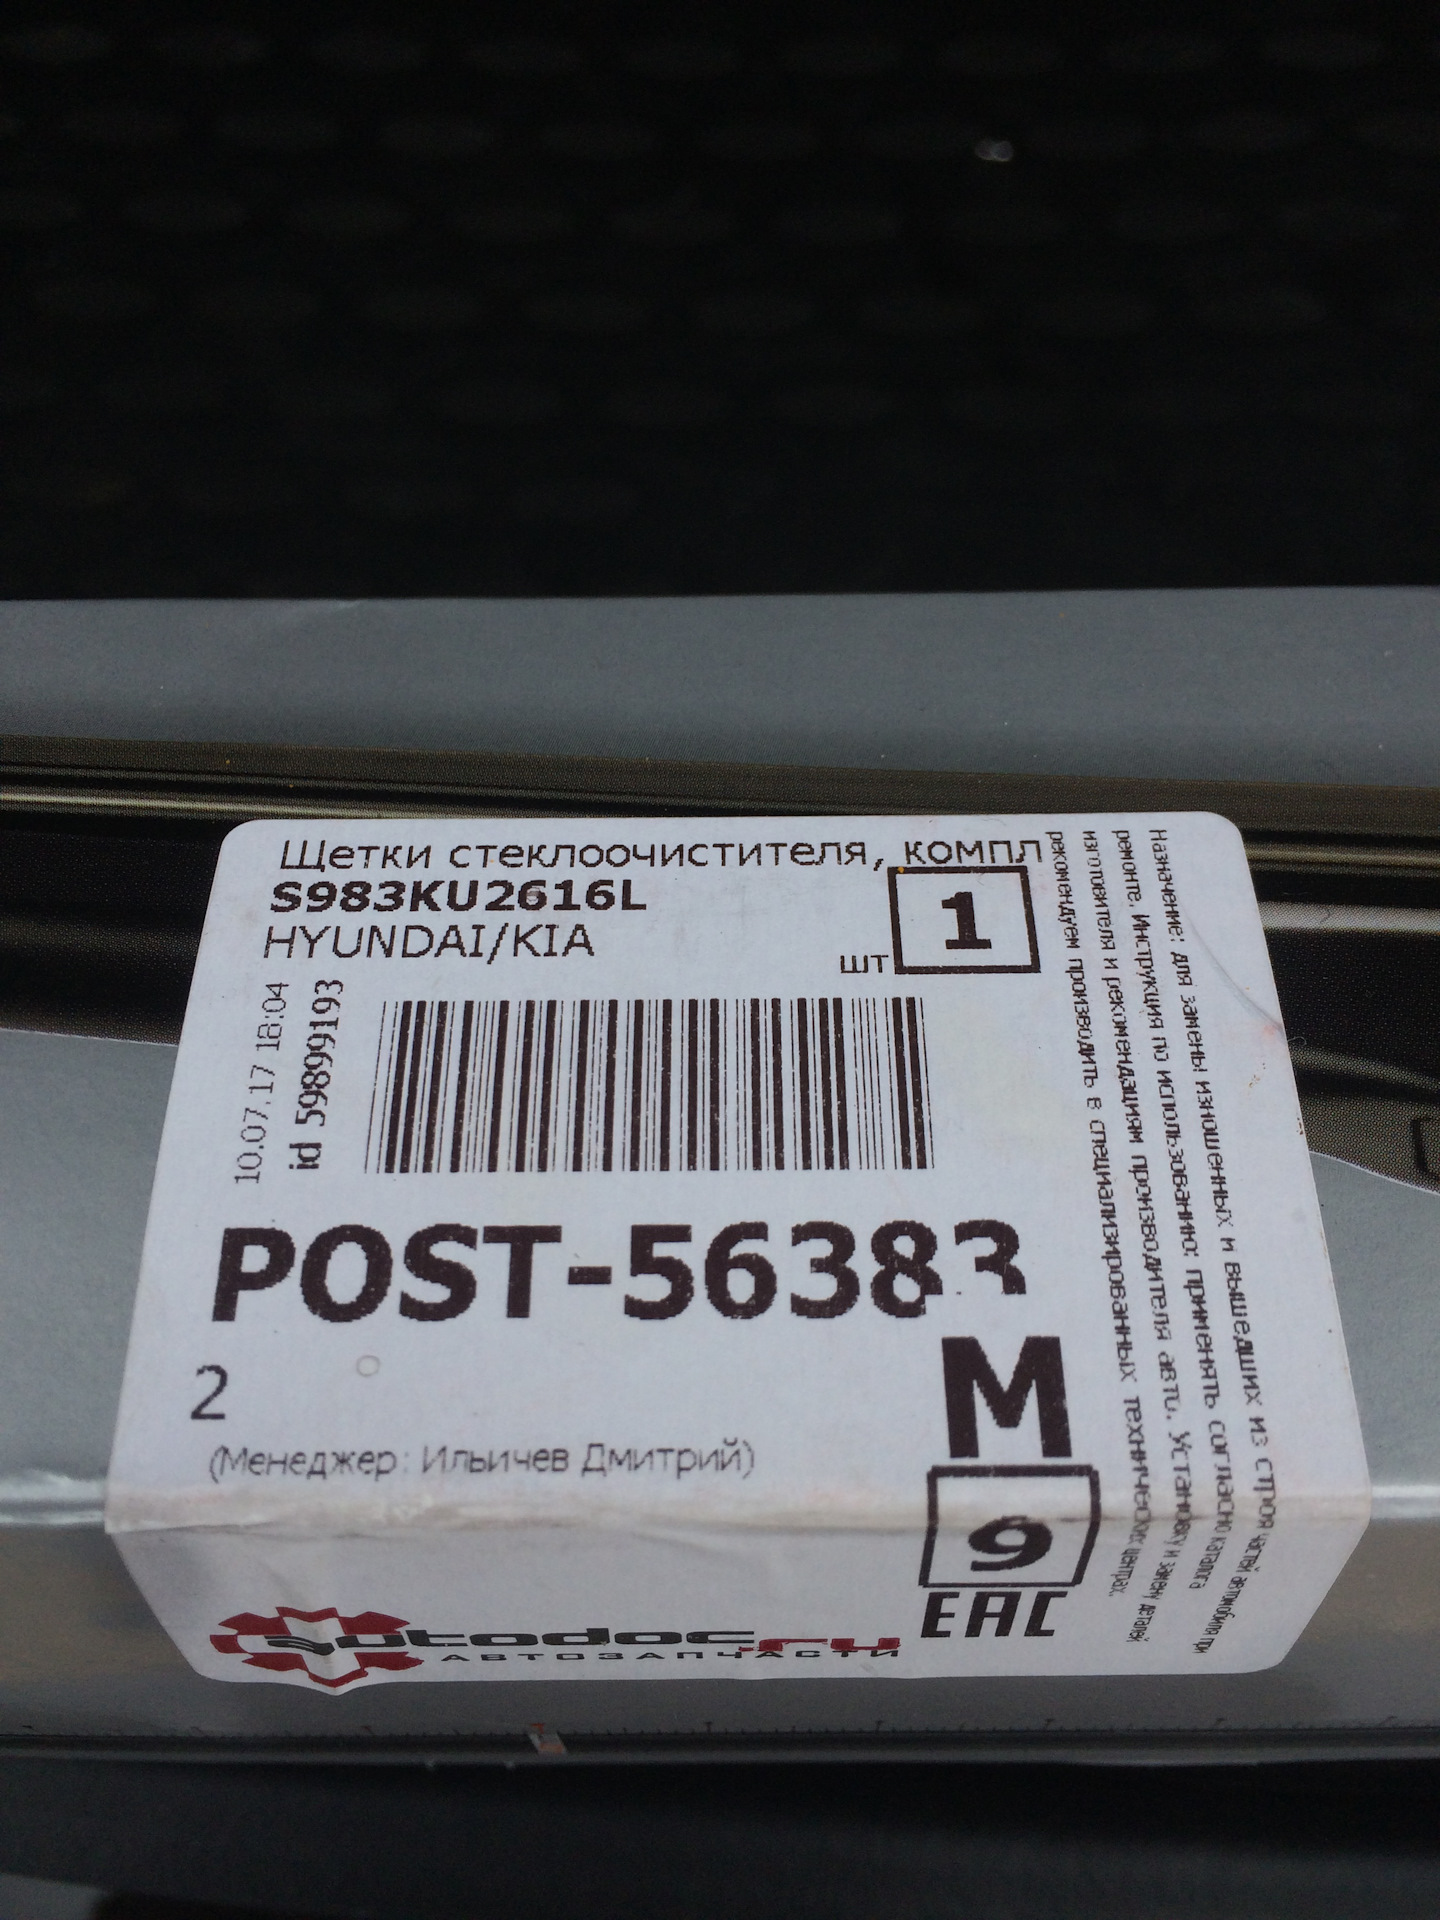 Щетки стеклоочистителя, компл
S983KU2616L
HYUNDAI/KIA
шт
1
10.07.17 18:04
id 59899193
POST-56383
2
(Менеджер: Ильичев Дмитрий)
M
9
EAC
autodoc.ru
АВТОЗАПЧАСТИ
Назначение: для замены изношенных и вышедших из строя частей автомобиля при
ремонте. Инструкция по использованию: применять согласно каталога
изготовителя и рекомендациям производителя авто. Установку и замену деталей
рекомендуем производить в специализированных технических центрах.